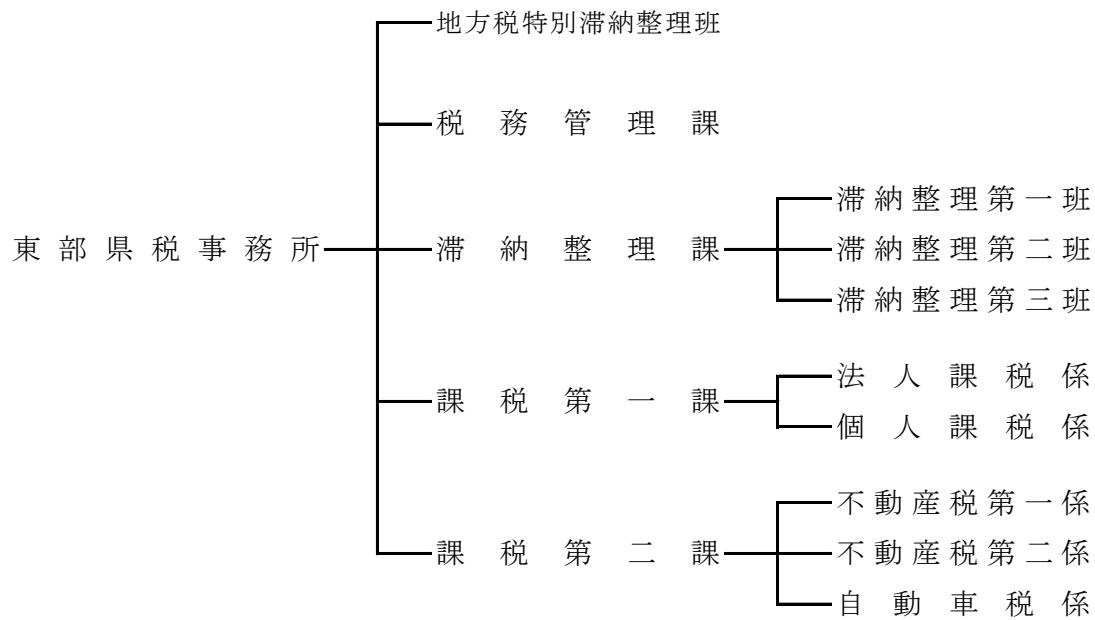 地方税特別滞納整理班
税務管理課
滞納整理第一班
東部県税事務所 滞納整理課 滞納整理第二班
滞納整理第三班
法人課税係
課税第一課
個人課税係
不動産税第一係
課税第二課 不動産税第二係
自動車税係